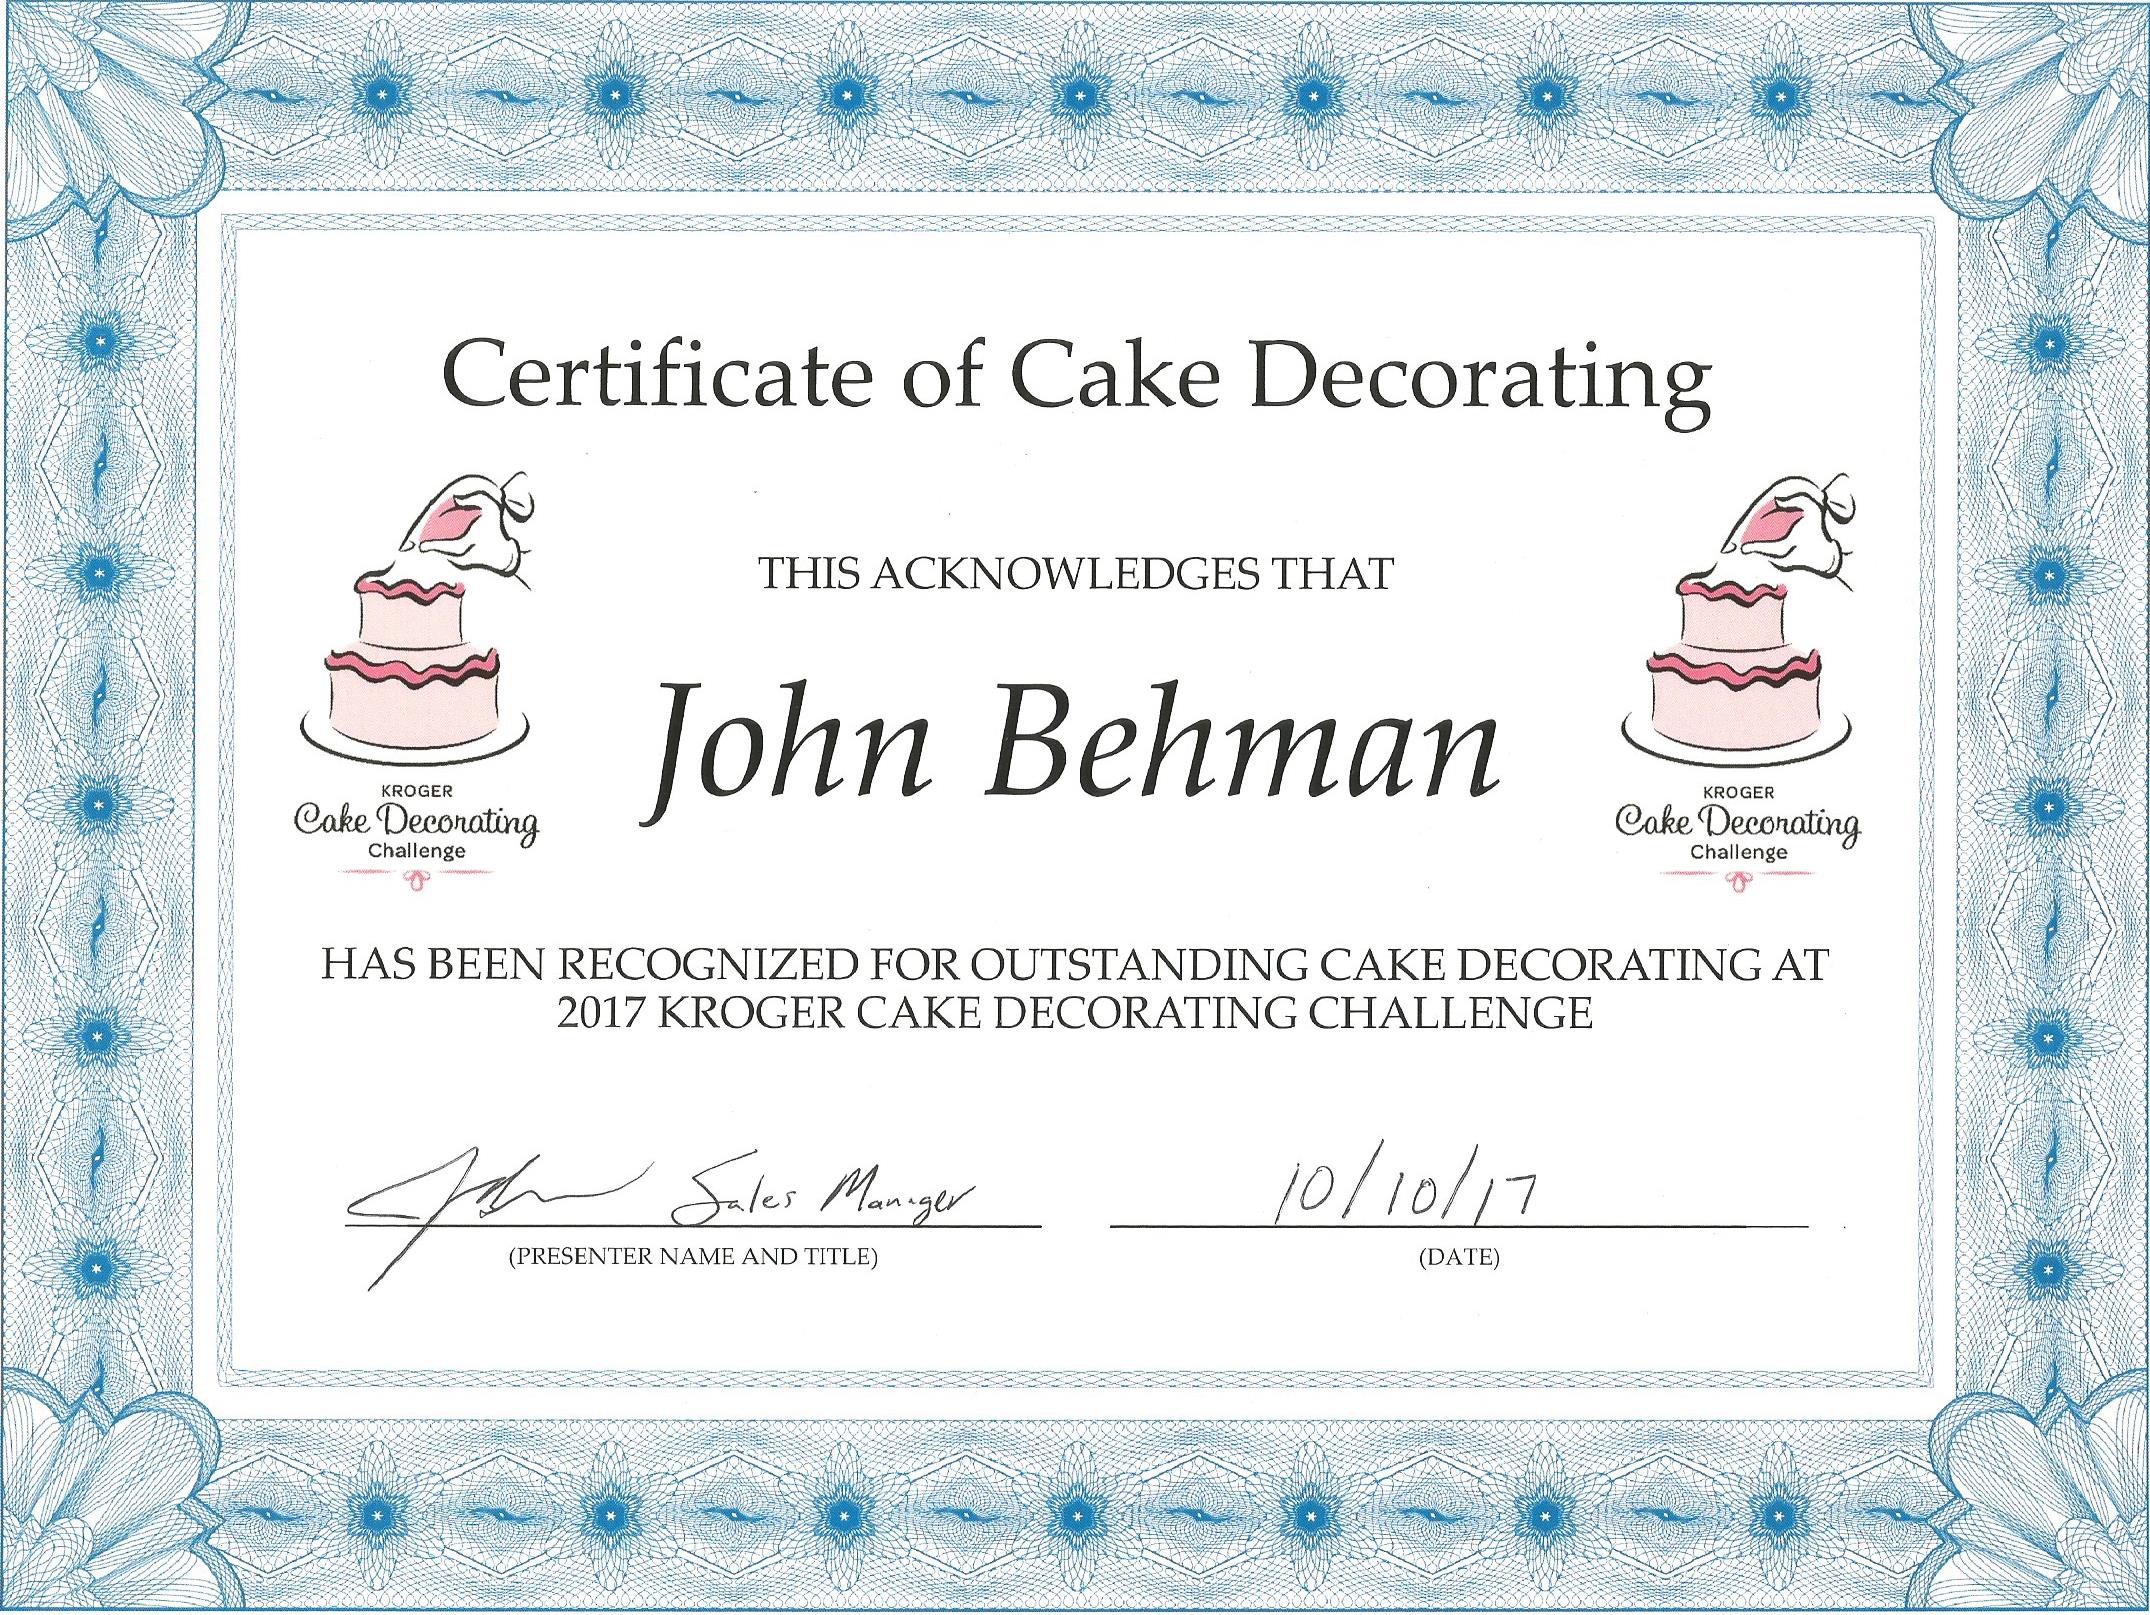 Certificate of Cake Decorating
THIS ACKNOWLEDGES THAT
John Behman
KROGER
Cake Decorating
Challenge
KROGER
Cake Decorating
Challenge
HAS BEEN RECOGNIZED FOR OUTSTANDING CAKE DECORATING AT
2017 KROGER CAKE DECORATING CHALLENGE
Sales Manager
10/10/17
(PRESENTER NAME AND TITLE)
(DATE)